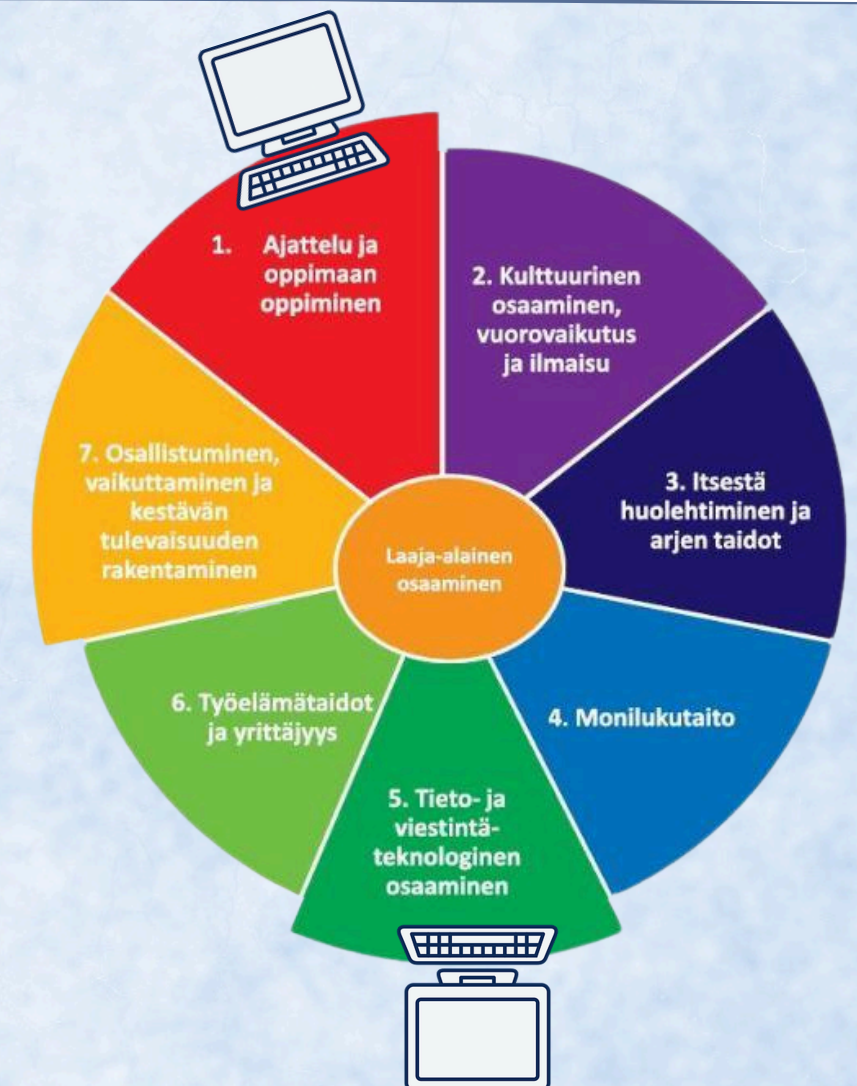 1. Ajattelu ja
oppimaan
oppiminen
2. Kulttuurinen
osaaminen,
vuorovaikutus
ja ilmaisu
3. Itsestä
huolehtiminen ja
arjen taidot
4. Monilukutaito
5. Tieto- ja
viestintä-
teknologinen
osaaminen
6. Työelämätaidot
ja yrittäjyys
7. Osallistuminen,
vaikuttaminen ja
kestävän
tulevaisuuden
rakentaminen
Laaja-alainen
osaaminen